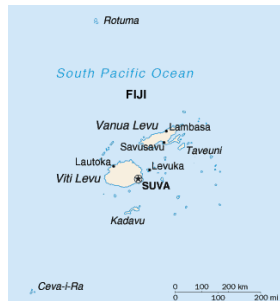 Rotuma
South Pacific Ocean
FIJI
Vanua Levu
Lambasa
Savusavu
Taveuni
Lautoka
Levuka
Viti Levu
SUVA
Kadavu
Ceva-i-Ra
0 100 200 km
0 100 200 mi